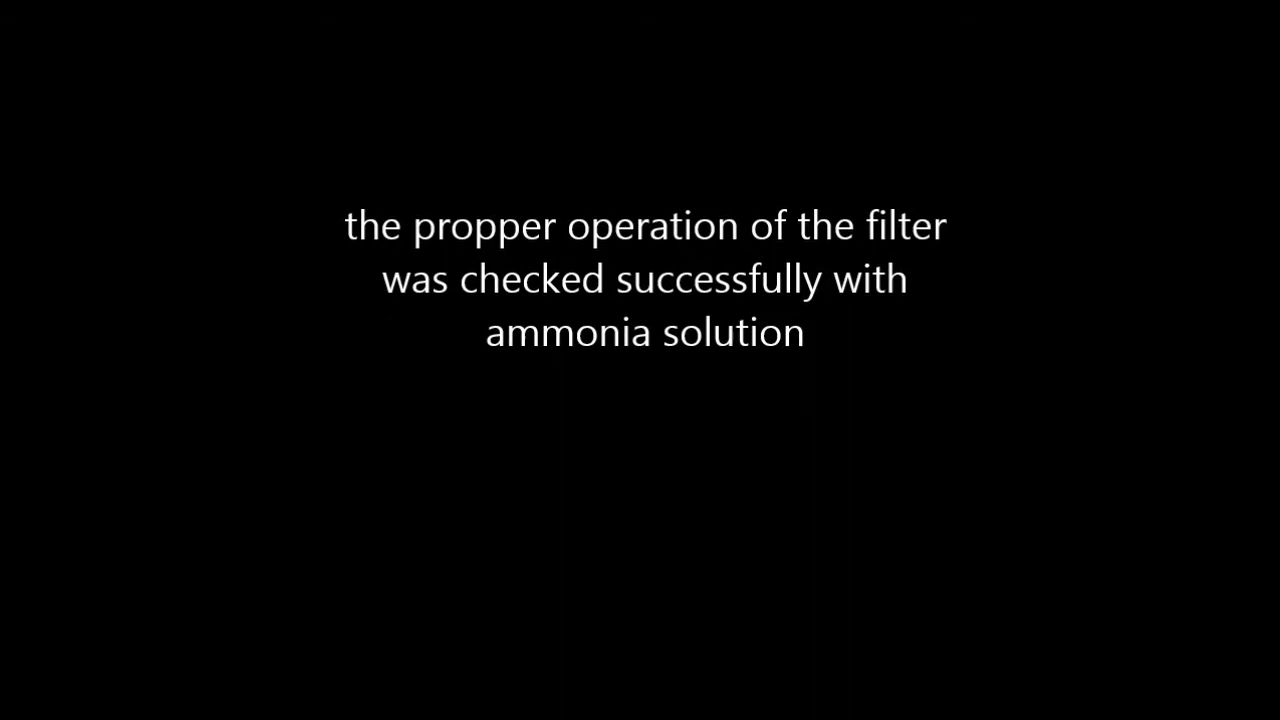 the propper operation of the filter
was checked successfully with
ammonia solution